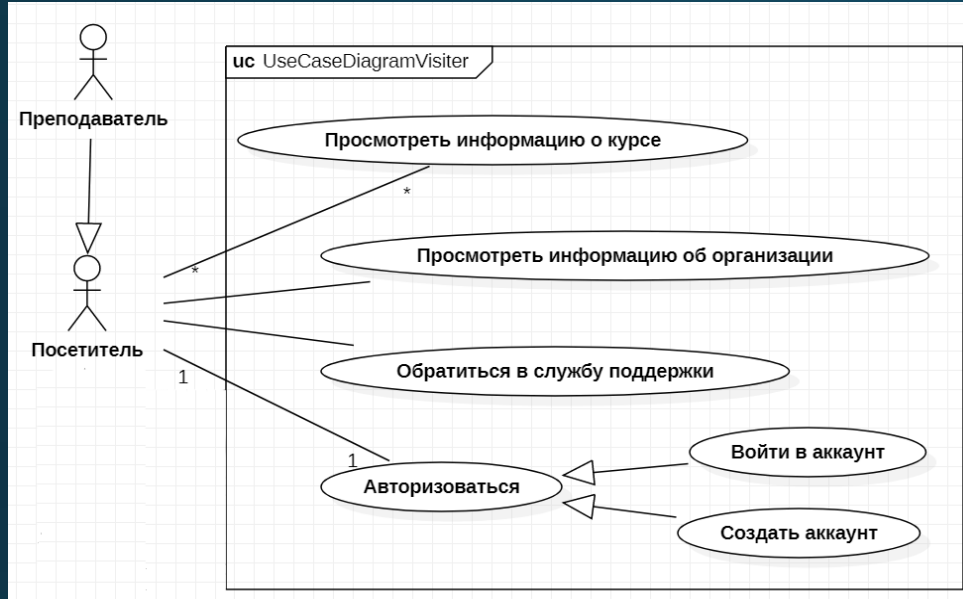 Преподаватель
uc UseCaseDiagramVisiter
Просмотреть информацию о курсе
*
*
Просмотреть информацию об организации
Посетитель
1
Обратиться в службу поддержки
1
Войти в аккаунт
Авторизоваться
Создать аккаунт